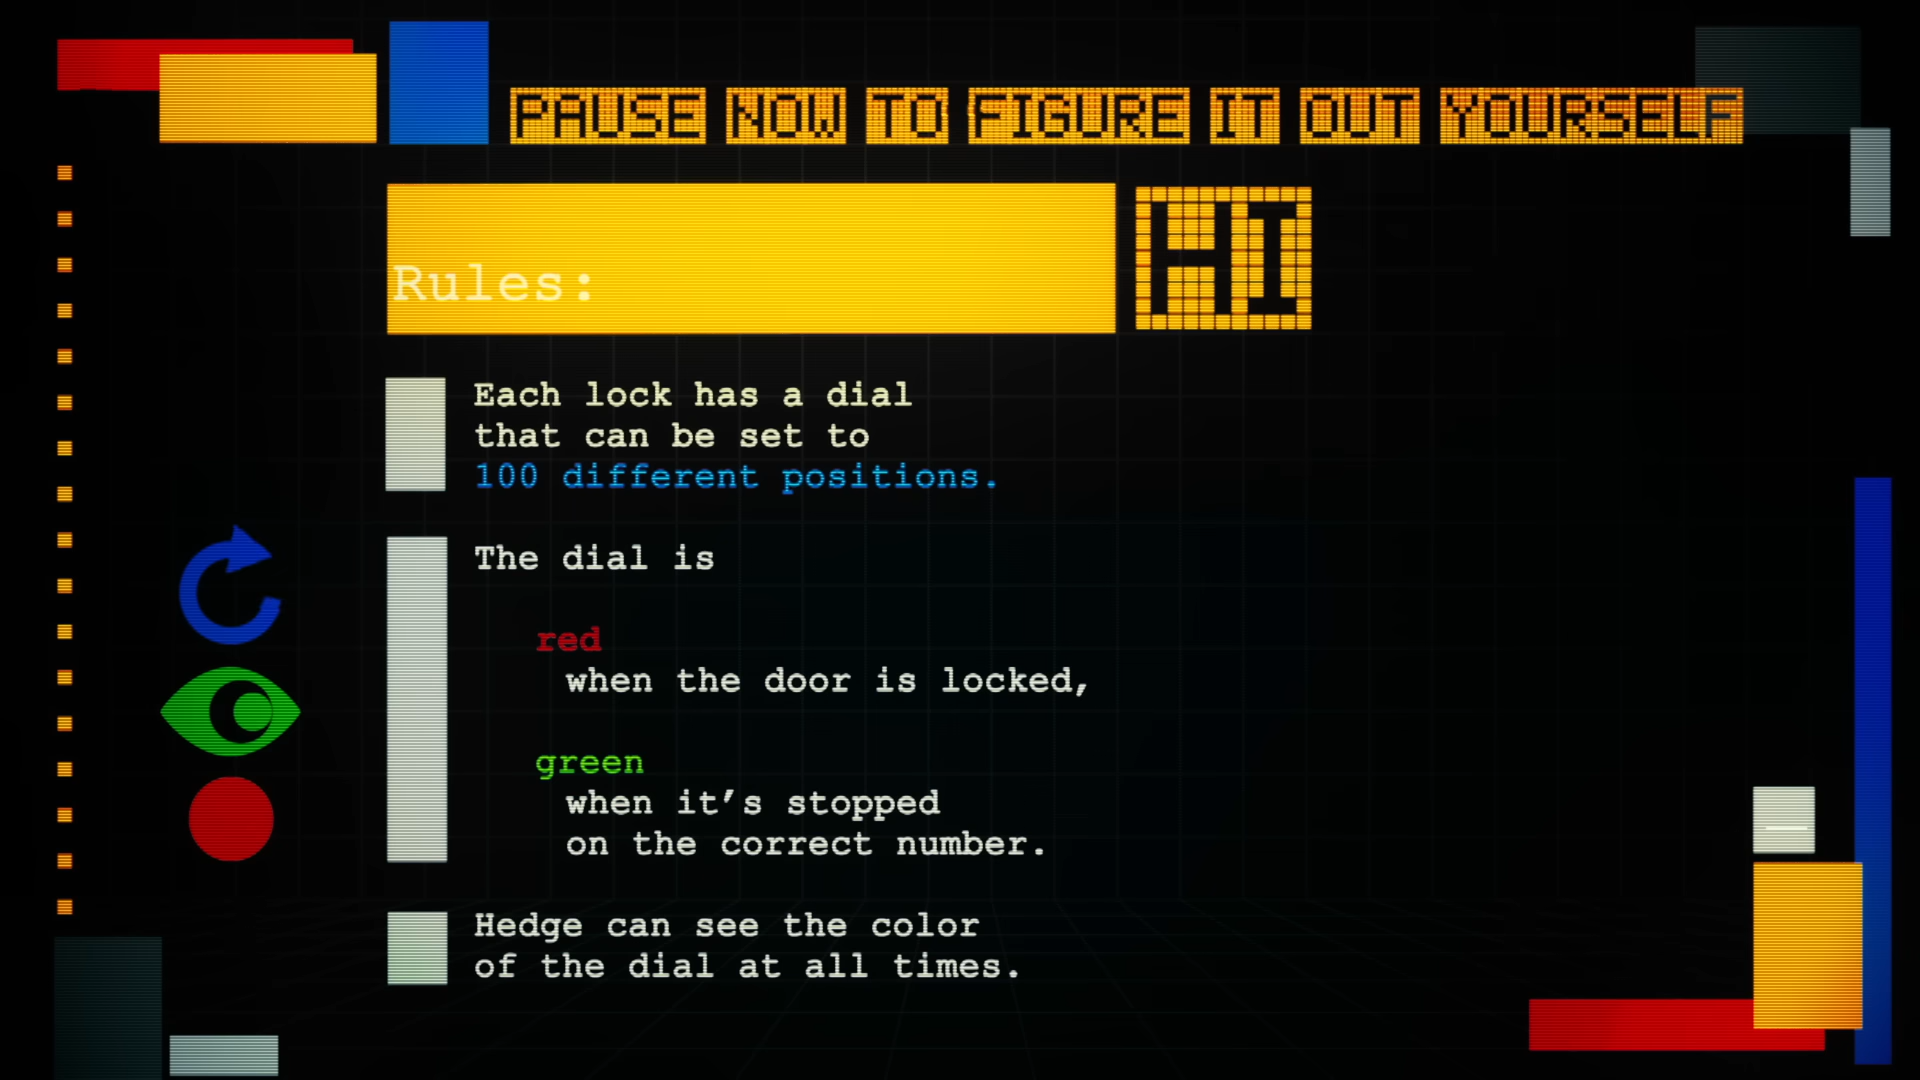 PAUSE NOW TO FIGURE IT OUT YOURSELF
Rules:
HI
Each lock has a dial
that can be set to
100 different positions.
The dial is
red
when the door is locked,
green
when it’s stopped
on the correct number.
Hedge can see the color
of the dial at all times.